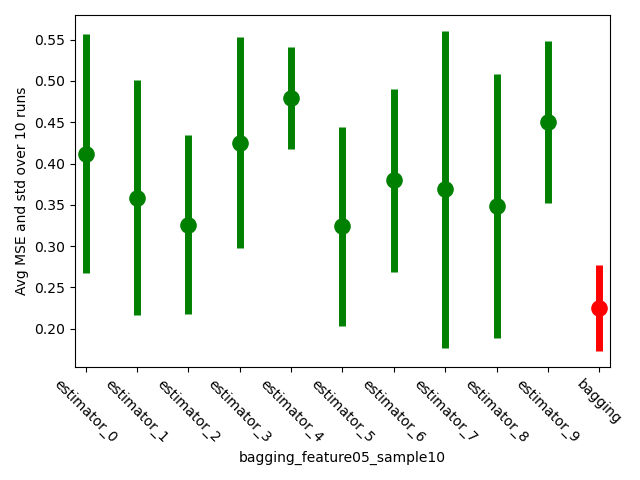 Avg MSE and std over 10 runs
0.55
0.50
0.45
0.40
0.35
0.30
0.25
0.20
estimator_0
estimator_1
estimator_2
estimator_3
estimator_4
estimator_5
estimator_6
estimator_7
estimator_8
estimator_9
bagging
bagging_feature05_sample10